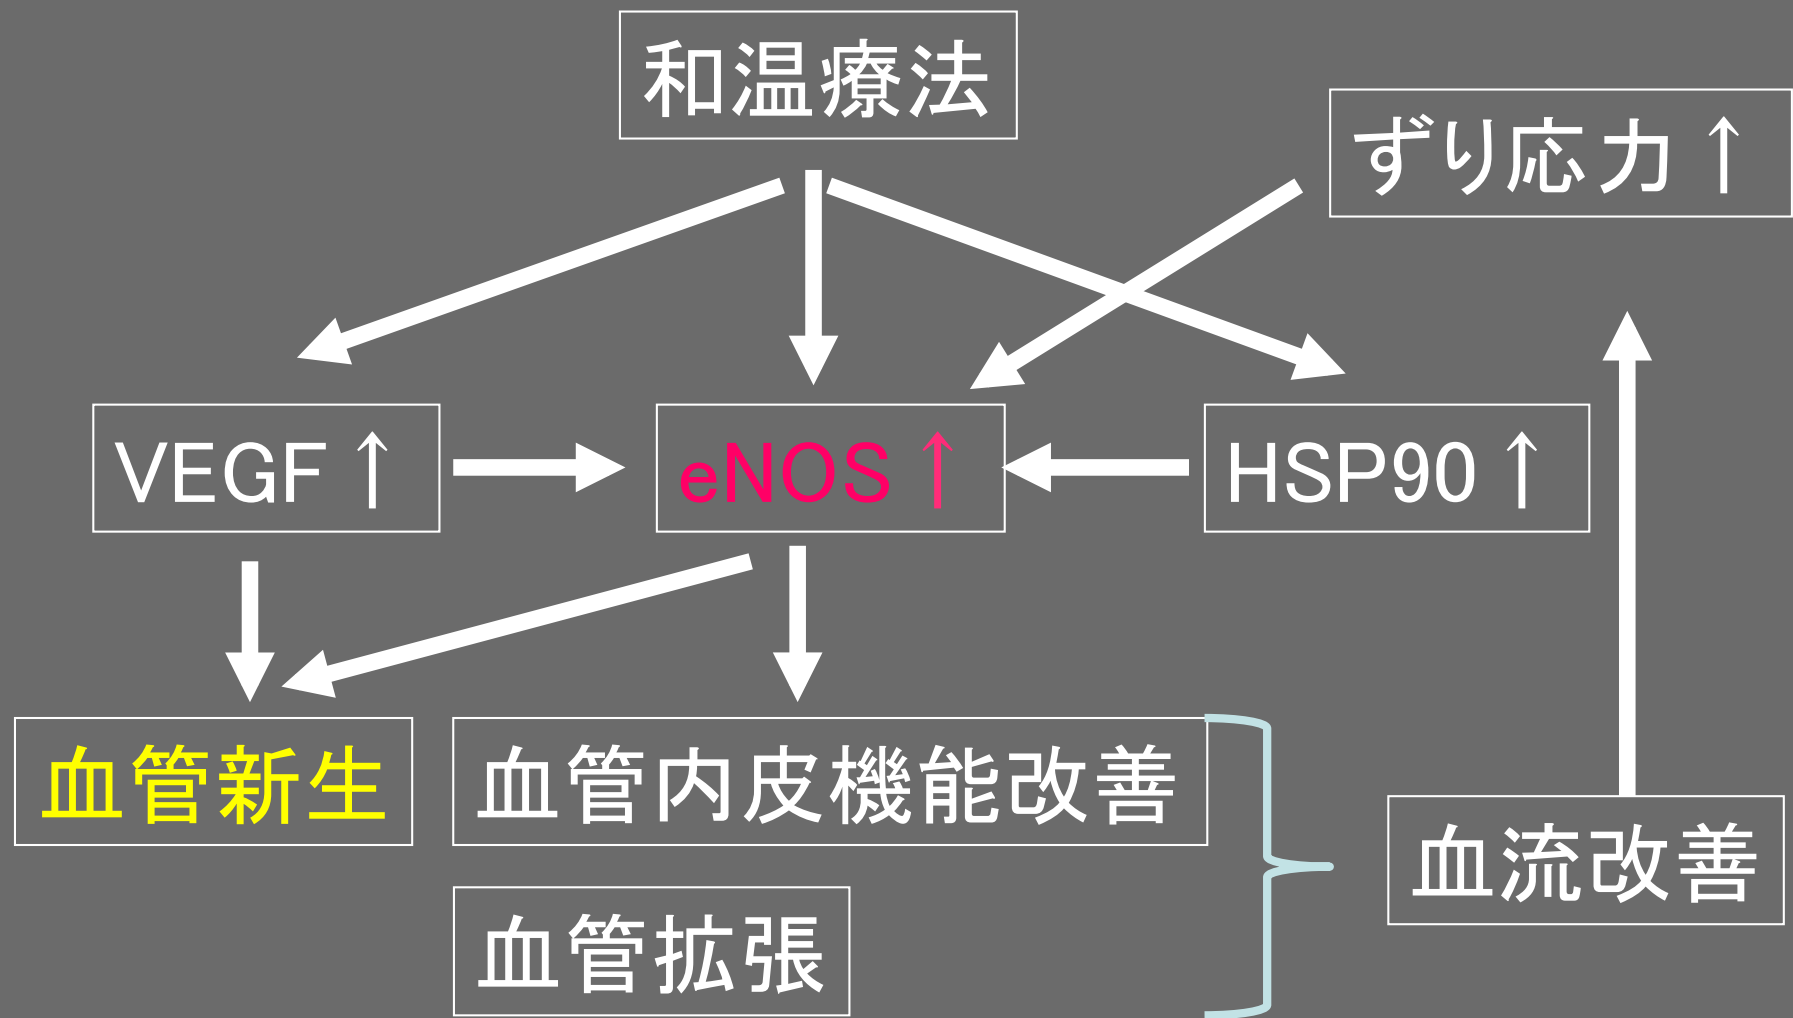 和温療法
ずり応力↑
VEGF↑
eNOS↑
HSP90↑
血管新生
血管内皮機能改善
血流改善
血管拡張